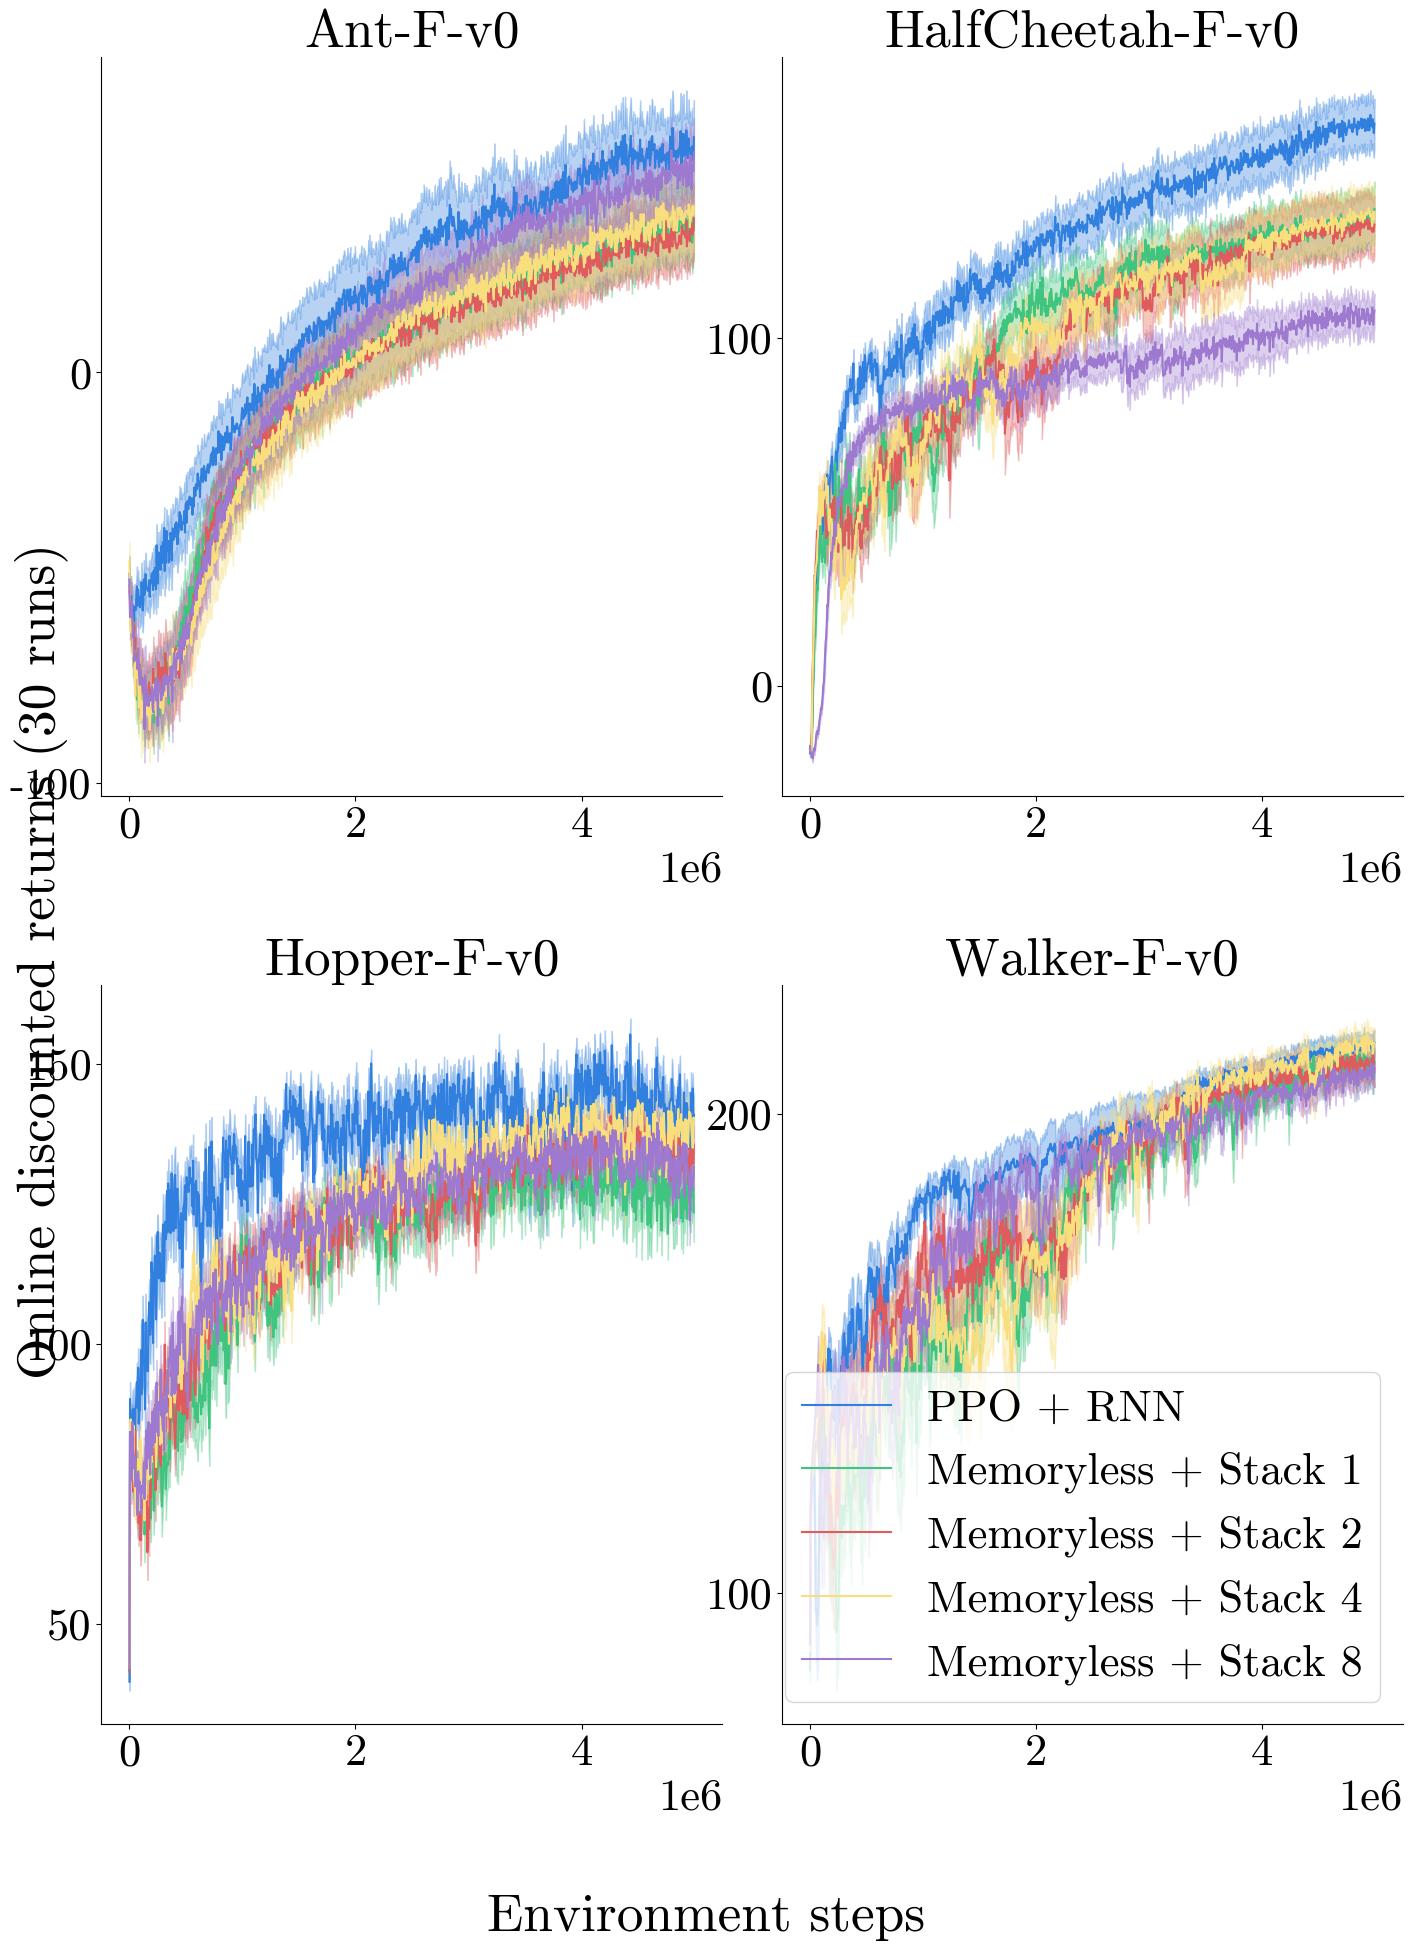 Ant-F-v0
HalfCheetah-F-v0
0
-100
0 2 4
1e6
100
0
0 2 4
1e6
Hopper-F-v0
Walker-F-v0
150
100
50
0 2 4
1e6
200
100
0 2 4
1e6
PPO + RNN
Memoryless + Stack 1
Memoryless + Stack 2
Memoryless + Stack 4
Memoryless + Stack 8
Online discounted returns (30 runs)
Environment steps